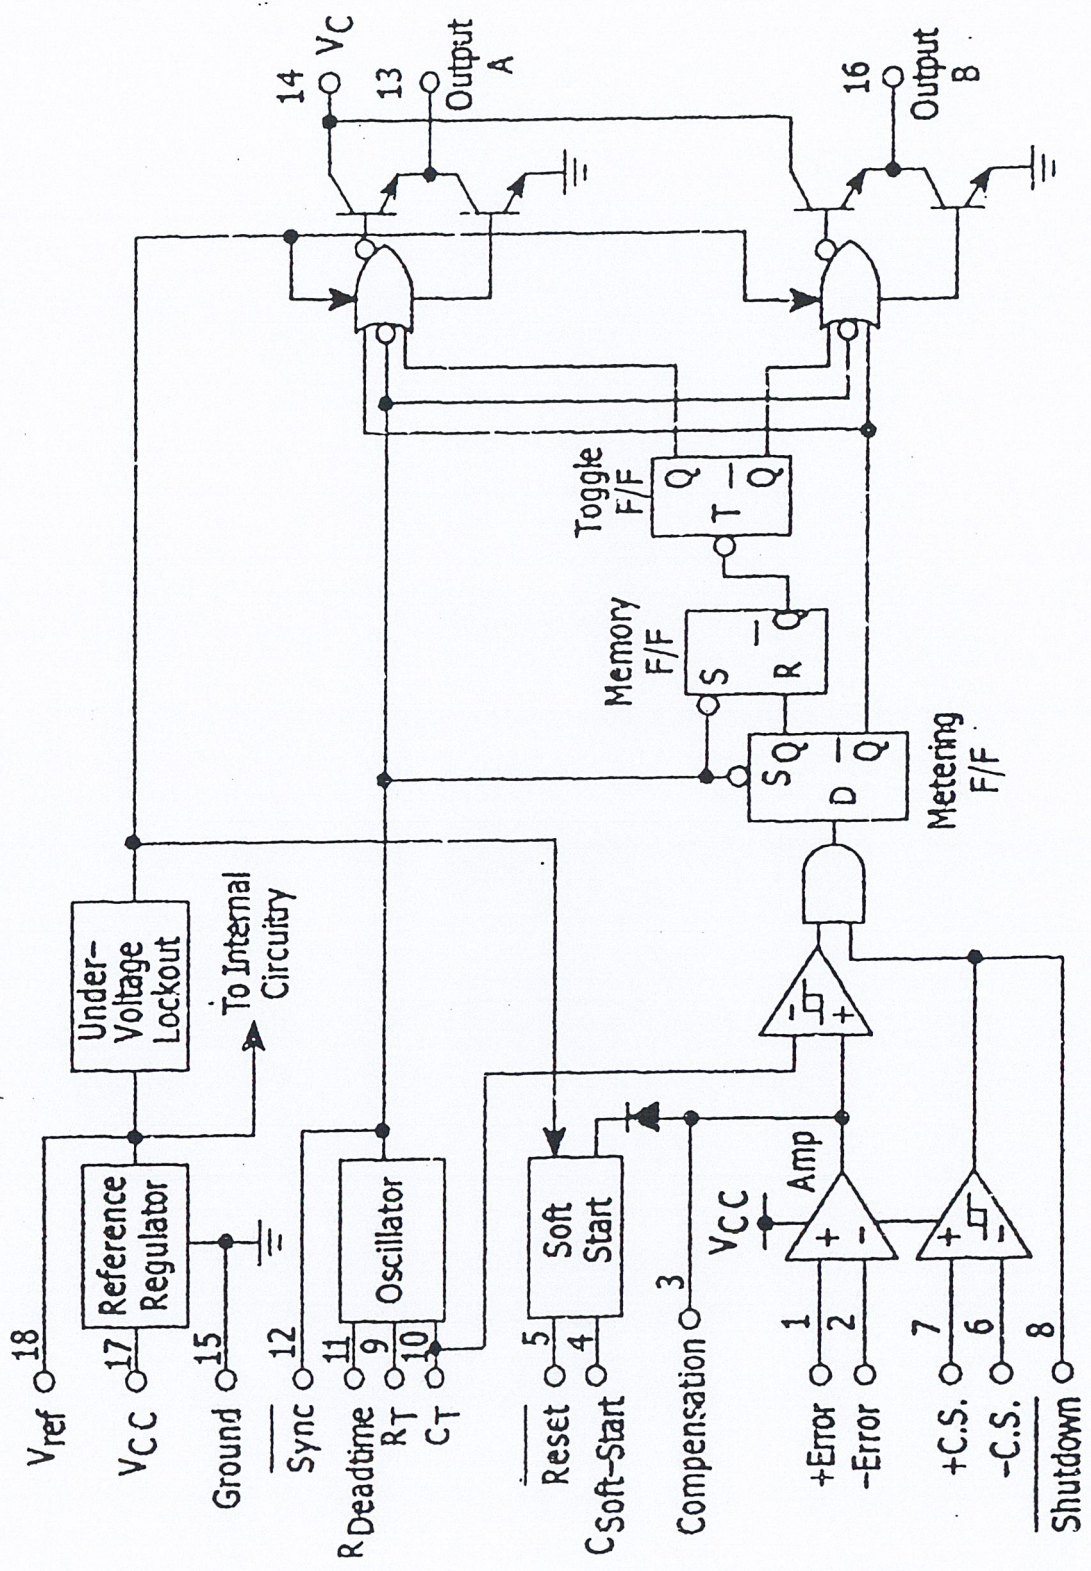 Vref
18
VCC
17
Ground
15
Sync
12
RDeadtime
11
RT
9
CT
10
Reset
5
CSoft-Start
4
Compensation
3
+Error
1
-Error
2
+C.S.
7
-C.S.
6
Shutdown
8
Reference
Regulator
Under-
Voltage
Lockout
To Internal
Circuitry
Oscillator
Soft
Start
VCC
Amp
+
-
+
-
-
+
Metering
F/F
S
Q
D
Q
Memory
F/F
S
R
Q
Toggle
F/F
Q
T
Q
14
VC
13
Output
A
16
Output
B